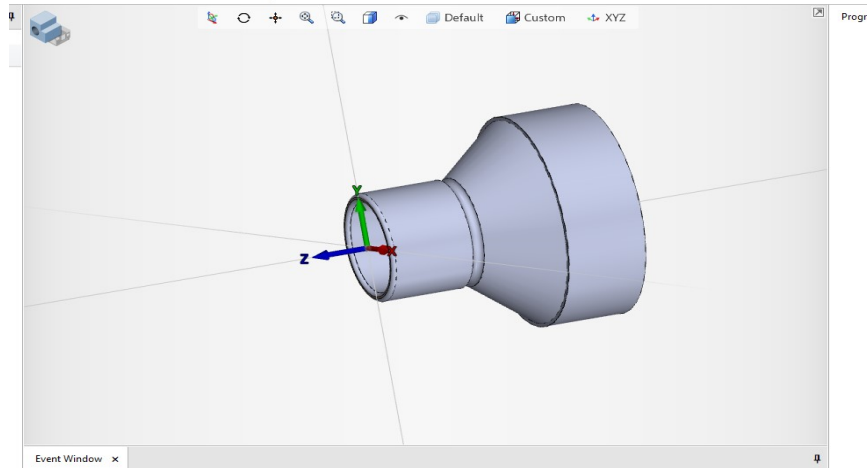 Default Custom XYZ
Progr
Y
Z X
Event Window ×